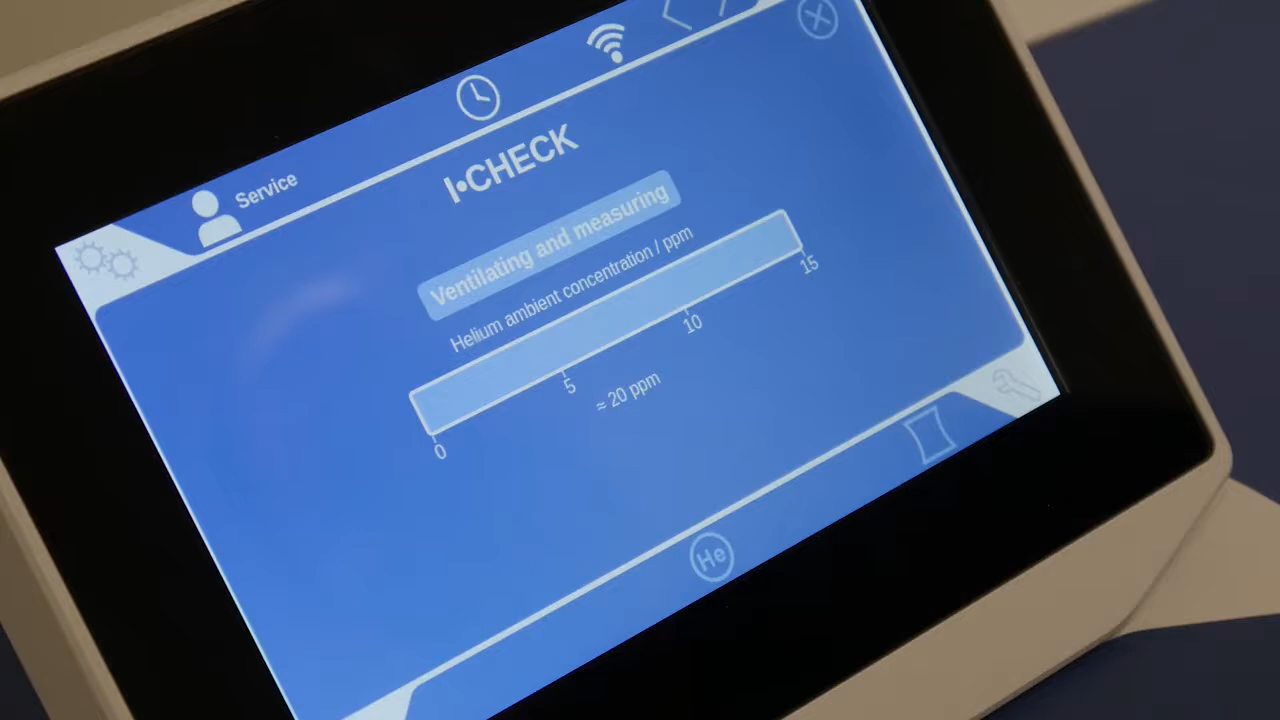 Service
I•CHECK
Ventilating and measuring
Helium ambient concentration / ppm
0 5 10 15
≈ 20 ppm
He